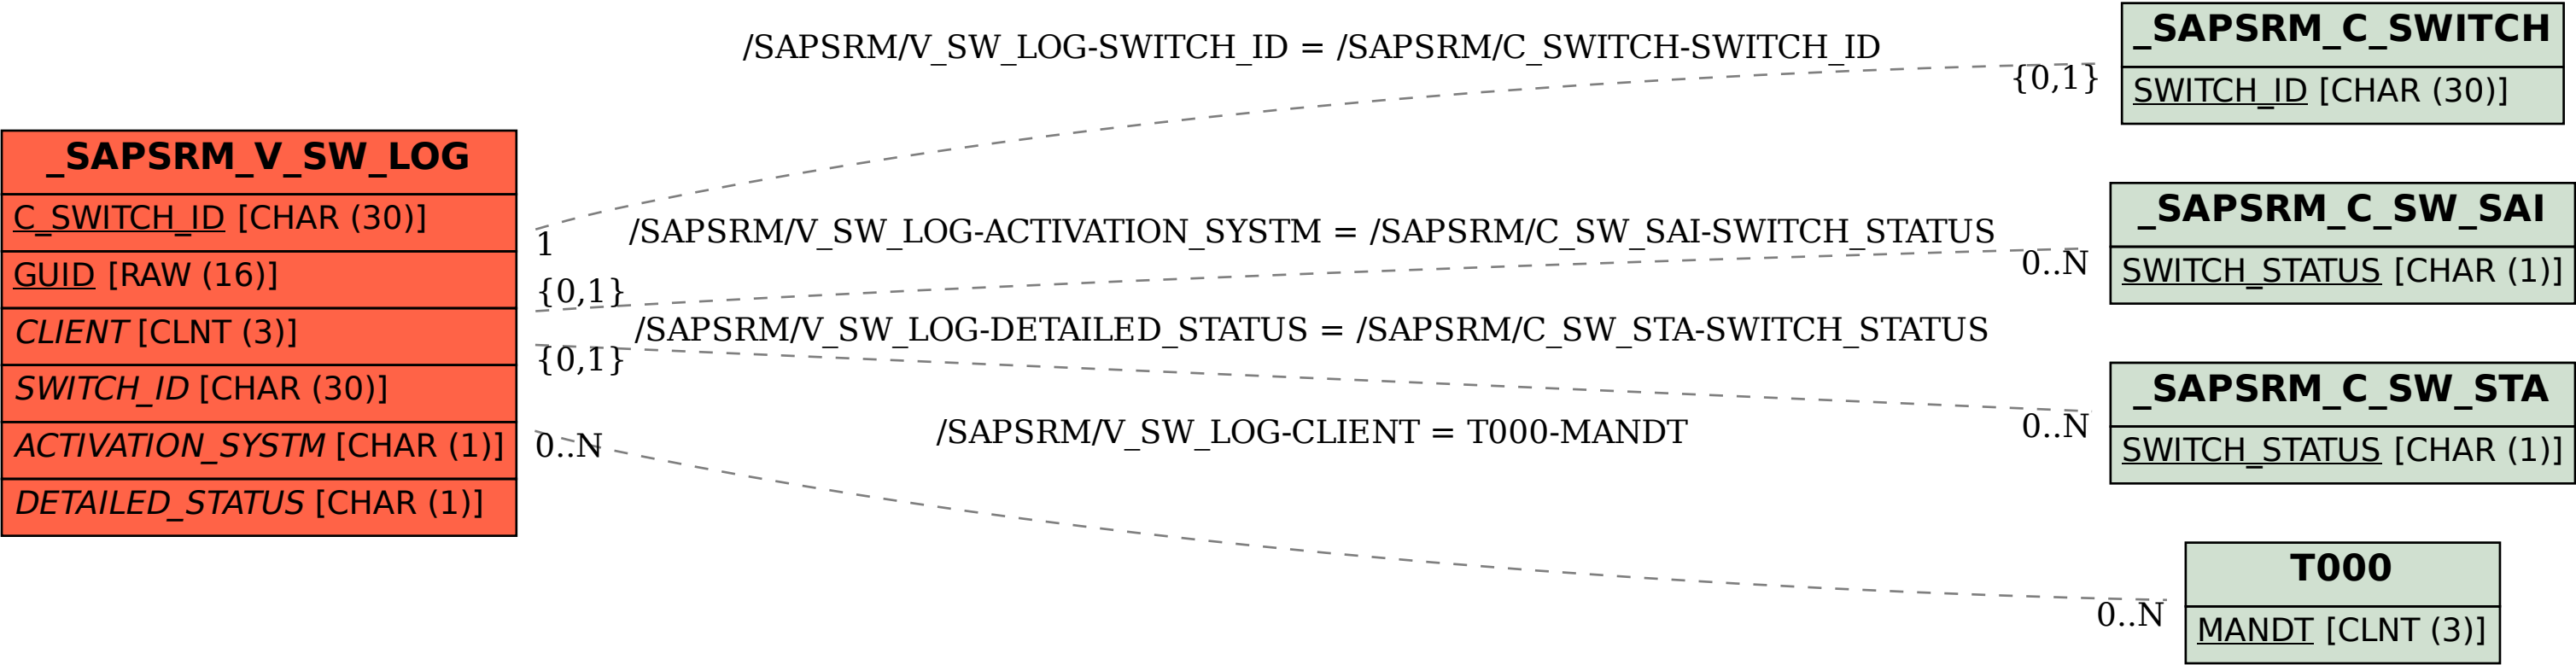 _SAPSRM_V_SW_LOG
C_SWITCH_ID [CHAR (30)]
GUID [RAW (16)]
CLIENT [CLNT (3)]
SWITCH_ID [CHAR (30)]
ACTIVATION_SYSTM [CHAR (1)]
DETAILED_STATUS [CHAR (1)]
/SAPSRM/V_SW_LOG-SWITCH_ID = /SAPSRM/C_SWITCH-SWITCH_ID
{0,1}
1
/SAPSRM/V_SW_LOG-ACTIVATION_SYSTM = /SAPSRM/C_SW_SAI-SWITCH_STATUS
0..N
{0,1}
/SAPSRM/V_SW_LOG-DETAILED_STATUS = /SAPSRM/C_SW_STA-SWITCH_STATUS
{0,1}
0..N
/SAPSRM/V_SW_LOG-CLIENT = T000-MANDT
0..N
0..N
_SAPSRM_C_SWITCH
SWITCH_ID [CHAR (30)]
_SAPSRM_C_SW_SAI
SWITCH_STATUS [CHAR (1)]
_SAPSRM_C_SW_STA
SWITCH_STATUS [CHAR (1)]
T000
MANDT [CLNT (3)]